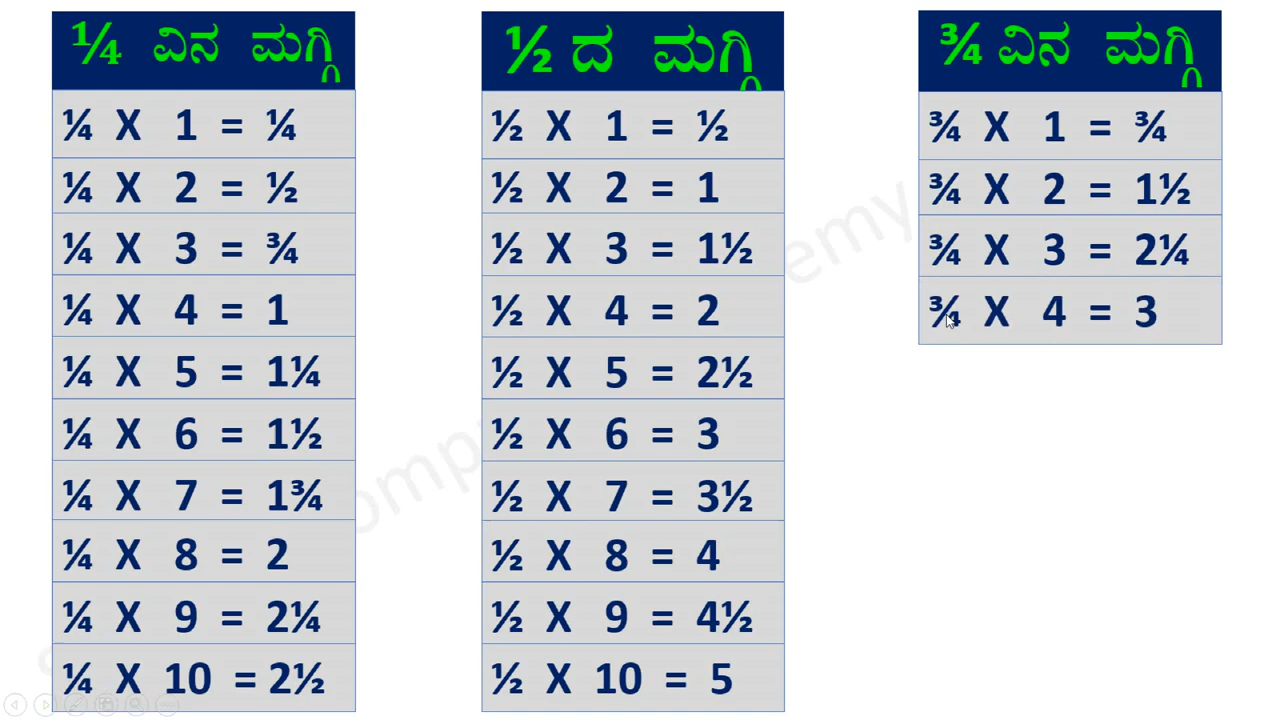 ¼ ವಿನ ಮಗ್ಗಿ
¼ X 1 = ¼
¼ X 2 = ½
¼ X 3 = ¾
¼ X 4 = 1
¼ X 5 = 1¼
¼ X 6 = 1½
¼ X 7 = 1¾
¼ X 8 = 2
¼ X 9 = 2¼
¼ X 10 = 2½
½ ದ ಮಗ್ಗಿ
½ X 1 = ½
½ X 2 = 1
½ X 3 = 1½
½ X 4 = 2
½ X 5 = 2½
½ X 6 = 3
½ X 7 = 3½
½ X 8 = 4
½ X 9 = 4½
½ X 10 = 5
¾ ವಿನ ಮಗ್ಗಿ
¾ X 1 = ¾
¾ X 2 = 1½
¾ X 3 = 2¼
¾ X 4 = 3